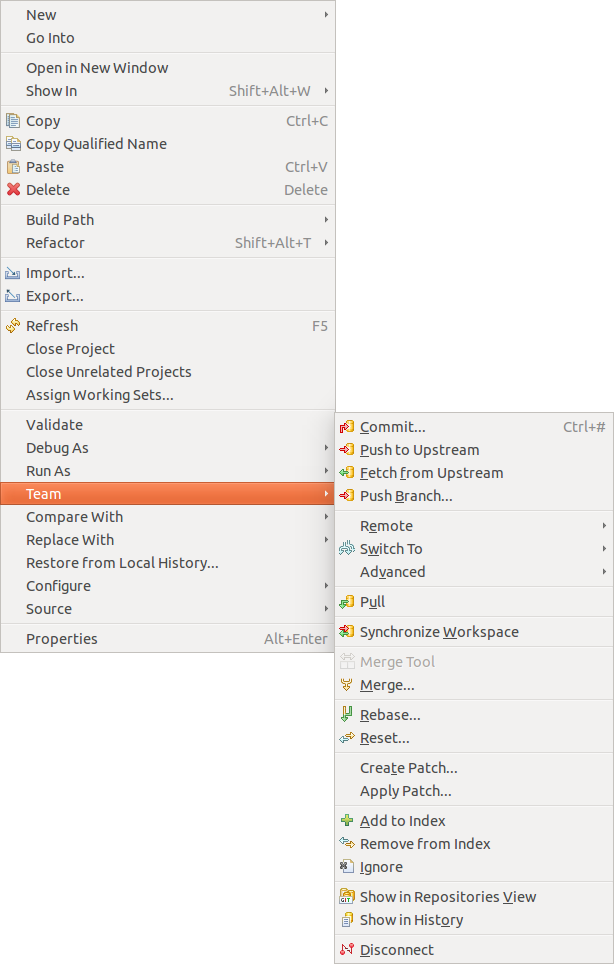 New
Go Into
Open in New Window
Show In Shift+Alt+W
Copy Ctrl+C
Copy Qualified Name
Paste Ctrl+V
Delete Delete
Build Path
Refactor Shift+Alt+T
Import...
Export...
Refresh F5
Close Project
Close Unrelated Projects
Assign Working Sets...
Validate
Debug As
Run As
Team
Compare With
Replace With
Restore from Local History...
Configure
Source
Properties Alt+Enter
Commit... Ctrl+#
Push to Upstream
Fetch from Upstream
Push Branch...
Remote
Switch To
Advanced
Pull
Synchronize Workspace
Merge Tool
Merge...
Rebase...
Reset...
Create Patch...
Apply Patch...
Add to Index
Remove from Index
Ignore
GIT Show in Repositories View
Show in History
Disconnect